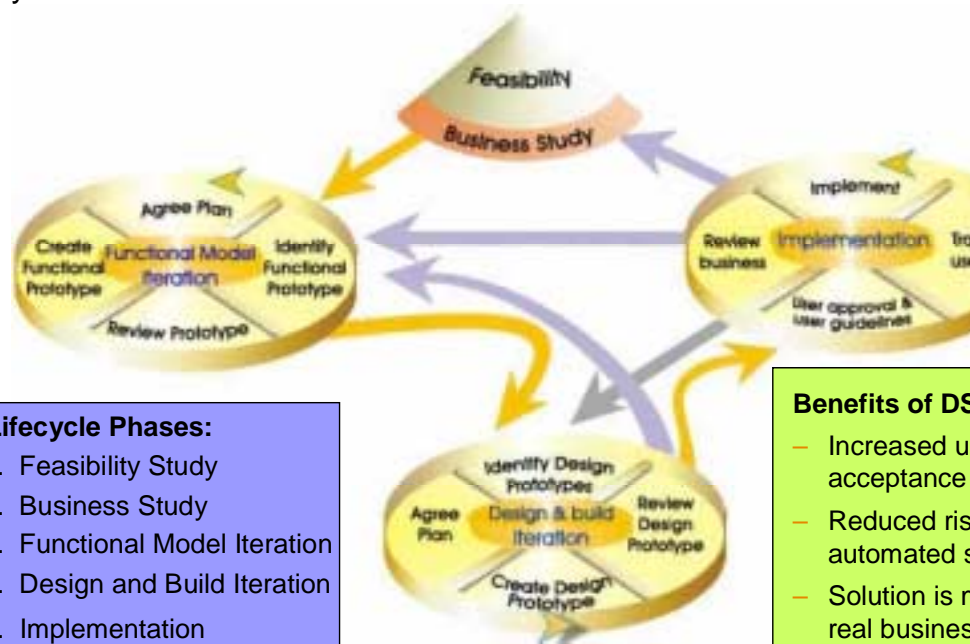 Feasibility
Business Study
Agree Plan
Create
Functional
Prototype
Functional Model
Iteration
Identify
Functional
Prototype
Review Prototype
Implement
Review
business
Implementation
User approval &
user guidelines
Identify Design
Prototypes
Agree
Plan
Design & build
Iteration
Review
Design
Prototype
Create Design
Prototype
Lifecycle Phases:
. Feasibility Study
. Business Study
. Functional Model Iteration
. Design and Build Iteration
. Implementation
Benefits of DS
– Increased u
acceptance
– Reduced ris
automated s
– Solution is n
real busines